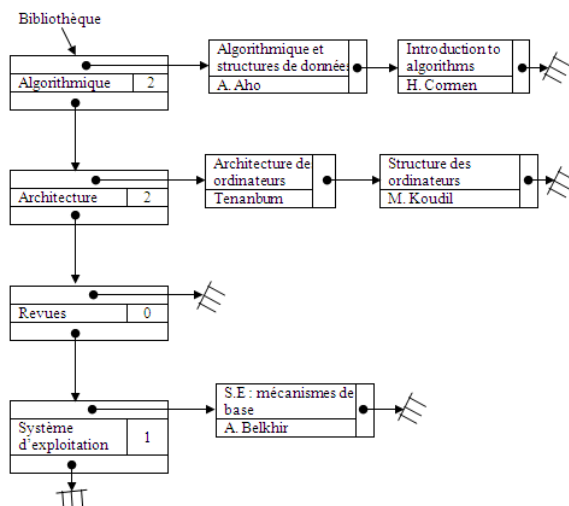 Bibliothèque
Algorithmique 2
Algorithmique et
structures de données
A. Aho
Introduction to
algorithms
H. Cormen
Architecture 2
Architecture de
ordinateurs
Tenanbum
Structure des
ordinateurs
M. Koudil
Revues 0
Système
d'exploitation
1
S.E : mécanismes de
base
A. Belkhir